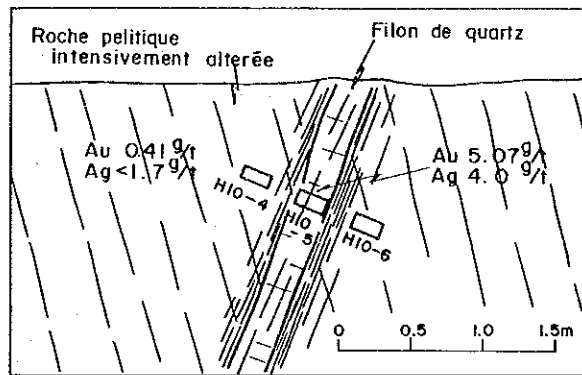 Roche pelitique
intensivement alterée
Filon de quartz
Au 0.41 g/t
Ag<1.7 g/t
Au 5.07 g/t
Ag 4.0 g/t
H10-4
H10
-5
H10-6
0 0.5 1.0 1.5m